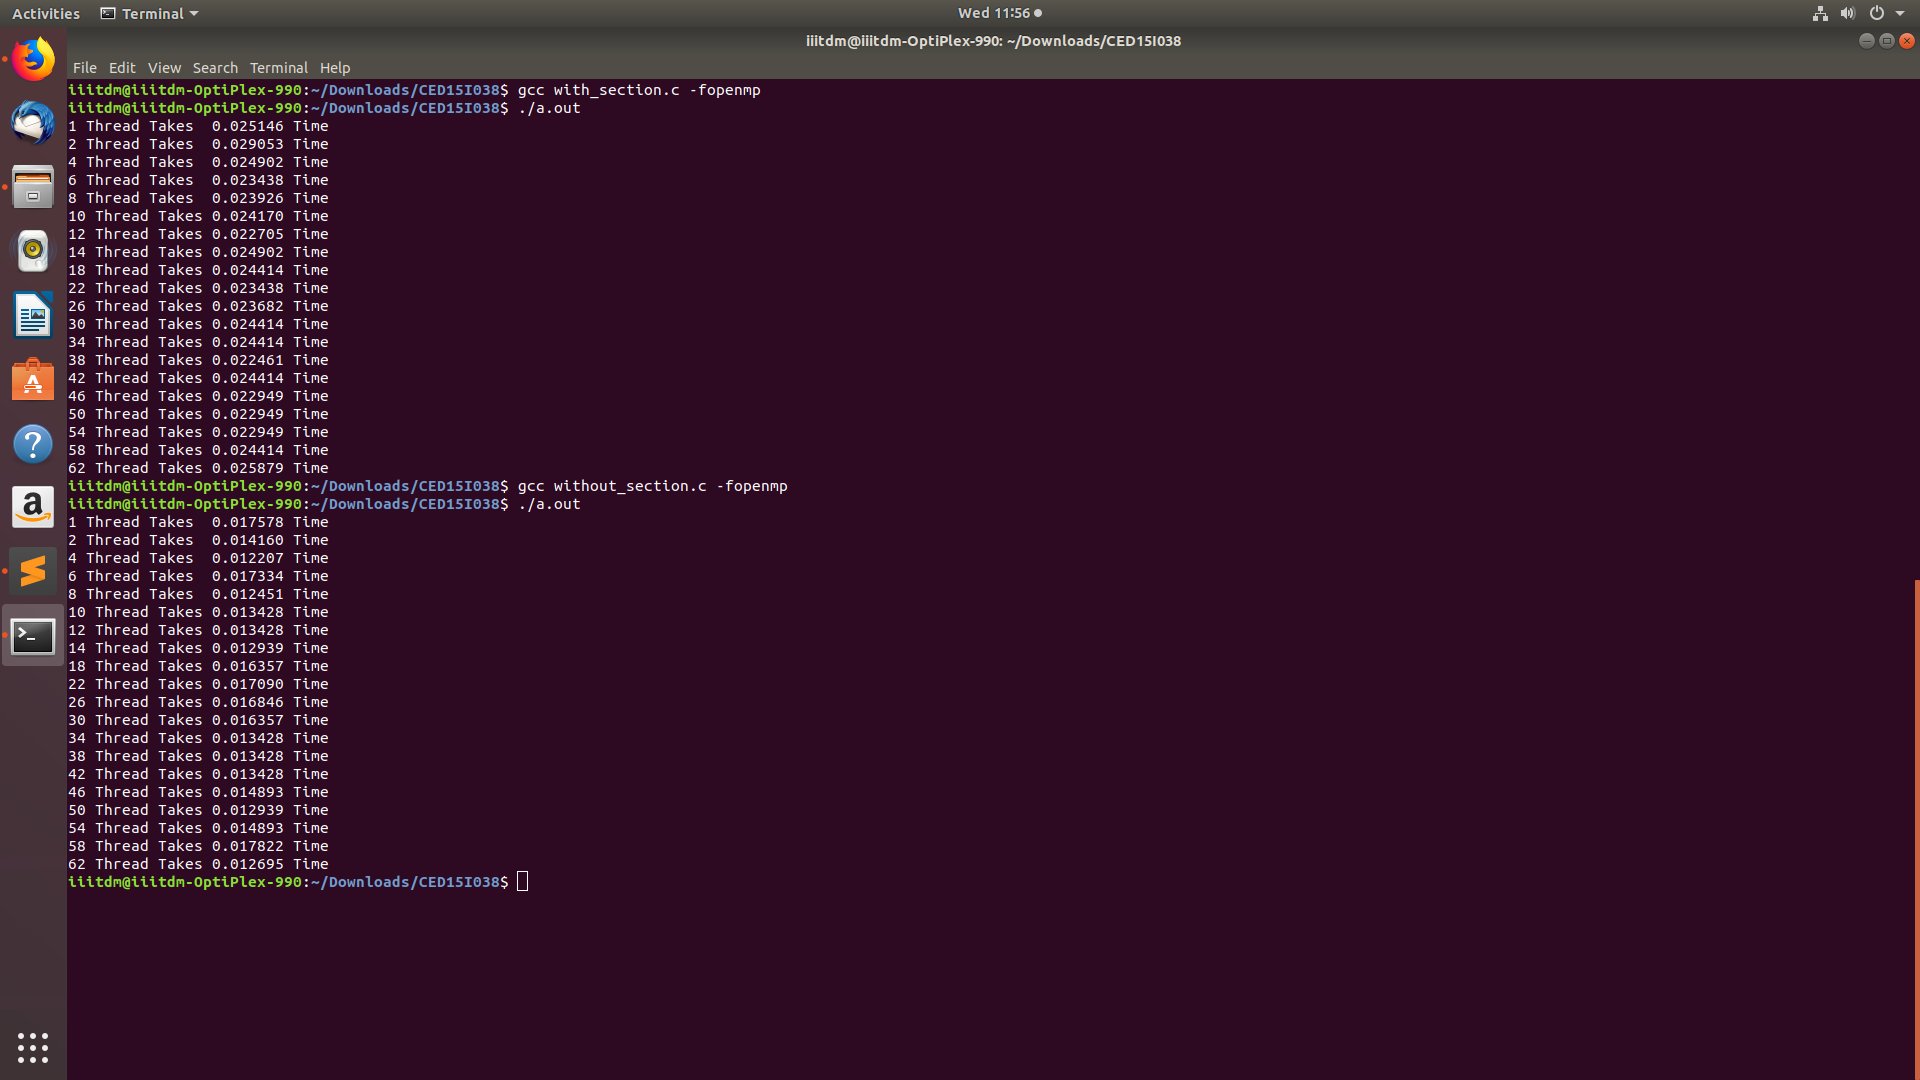 Activities Terminal Wed 11:56
iiitdm@iiitdm-OptiPlex-990: ~/Downloads/CED15I038
File Edit View Search Terminal Help
iiitdm@iiitdm-OptiPlex-990:~/Downloads/CED15I038$ gcc with_section.c -fopenmp
iiitdm@iiitdm-OptiPlex-990:~/Downloads/CED15I038$ ./a.out
1 Thread Takes  0.025146 Time
2 Thread Takes  0.029053 Time
4 Thread Takes  0.024902 Time
6 Thread Takes  0.023438 Time
8 Thread Takes  0.023926 Time
10 Thread Takes 0.024170 Time
12 Thread Takes 0.022705 Time
14 Thread Takes 0.024902 Time
18 Thread Takes 0.024414 Time
22 Thread Takes 0.023438 Time
26 Thread Takes 0.023682 Time
30 Thread Takes 0.024414 Time
34 Thread Takes 0.024414 Time
38 Thread Takes 0.022461 Time
42 Thread Takes 0.024414 Time
46 Thread Takes 0.022949 Time
50 Thread Takes 0.022949 Time
54 Thread Takes 0.022949 Time
58 Thread Takes 0.024414 Time
62 Thread Takes 0.025879 Time
iiitdm@iiitdm-OptiPlex-990:~/Downloads/CED15I038$ gcc without_section.c -fopenmp
iiitdm@iiitdm-OptiPlex-990:~/Downloads/CED15I038$ ./a.out
1 Thread Takes  0.017578 Time
2 Thread Takes  0.014160 Time
4 Thread Takes  0.012207 Time
6 Thread Takes  0.017334 Time
8 Thread Takes  0.012451 Time
10 Thread Takes 0.013428 Time
12 Thread Takes 0.013428 Time
14 Thread Takes 0.012939 Time
18 Thread Takes 0.016357 Time
22 Thread Takes 0.017090 Time
26 Thread Takes 0.016846 Time
30 Thread Takes 0.016357 Time
34 Thread Takes 0.013428 Time
38 Thread Takes 0.013428 Time
42 Thread Takes 0.013428 Time
46 Thread Takes 0.014893 Time
50 Thread Takes 0.012939 Time
54 Thread Takes 0.014893 Time
58 Thread Takes 0.017822 Time
62 Thread Takes 0.012695 Time
iiitdm@iiitdm-OptiPlex-990:~/Downloads/CED15I038$